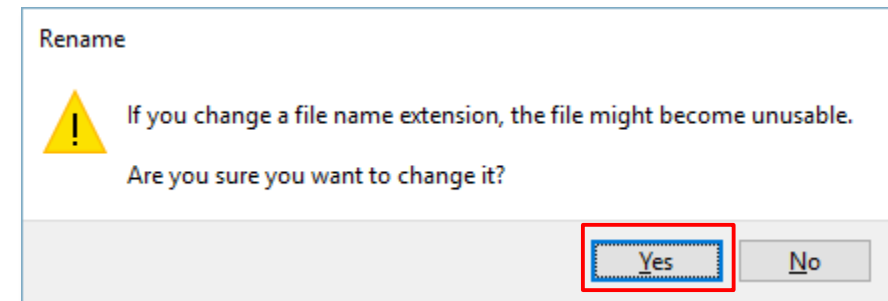 Rename
If you change a file name extension, the file might become unusable.
Are you sure you want to change it?
Yes No